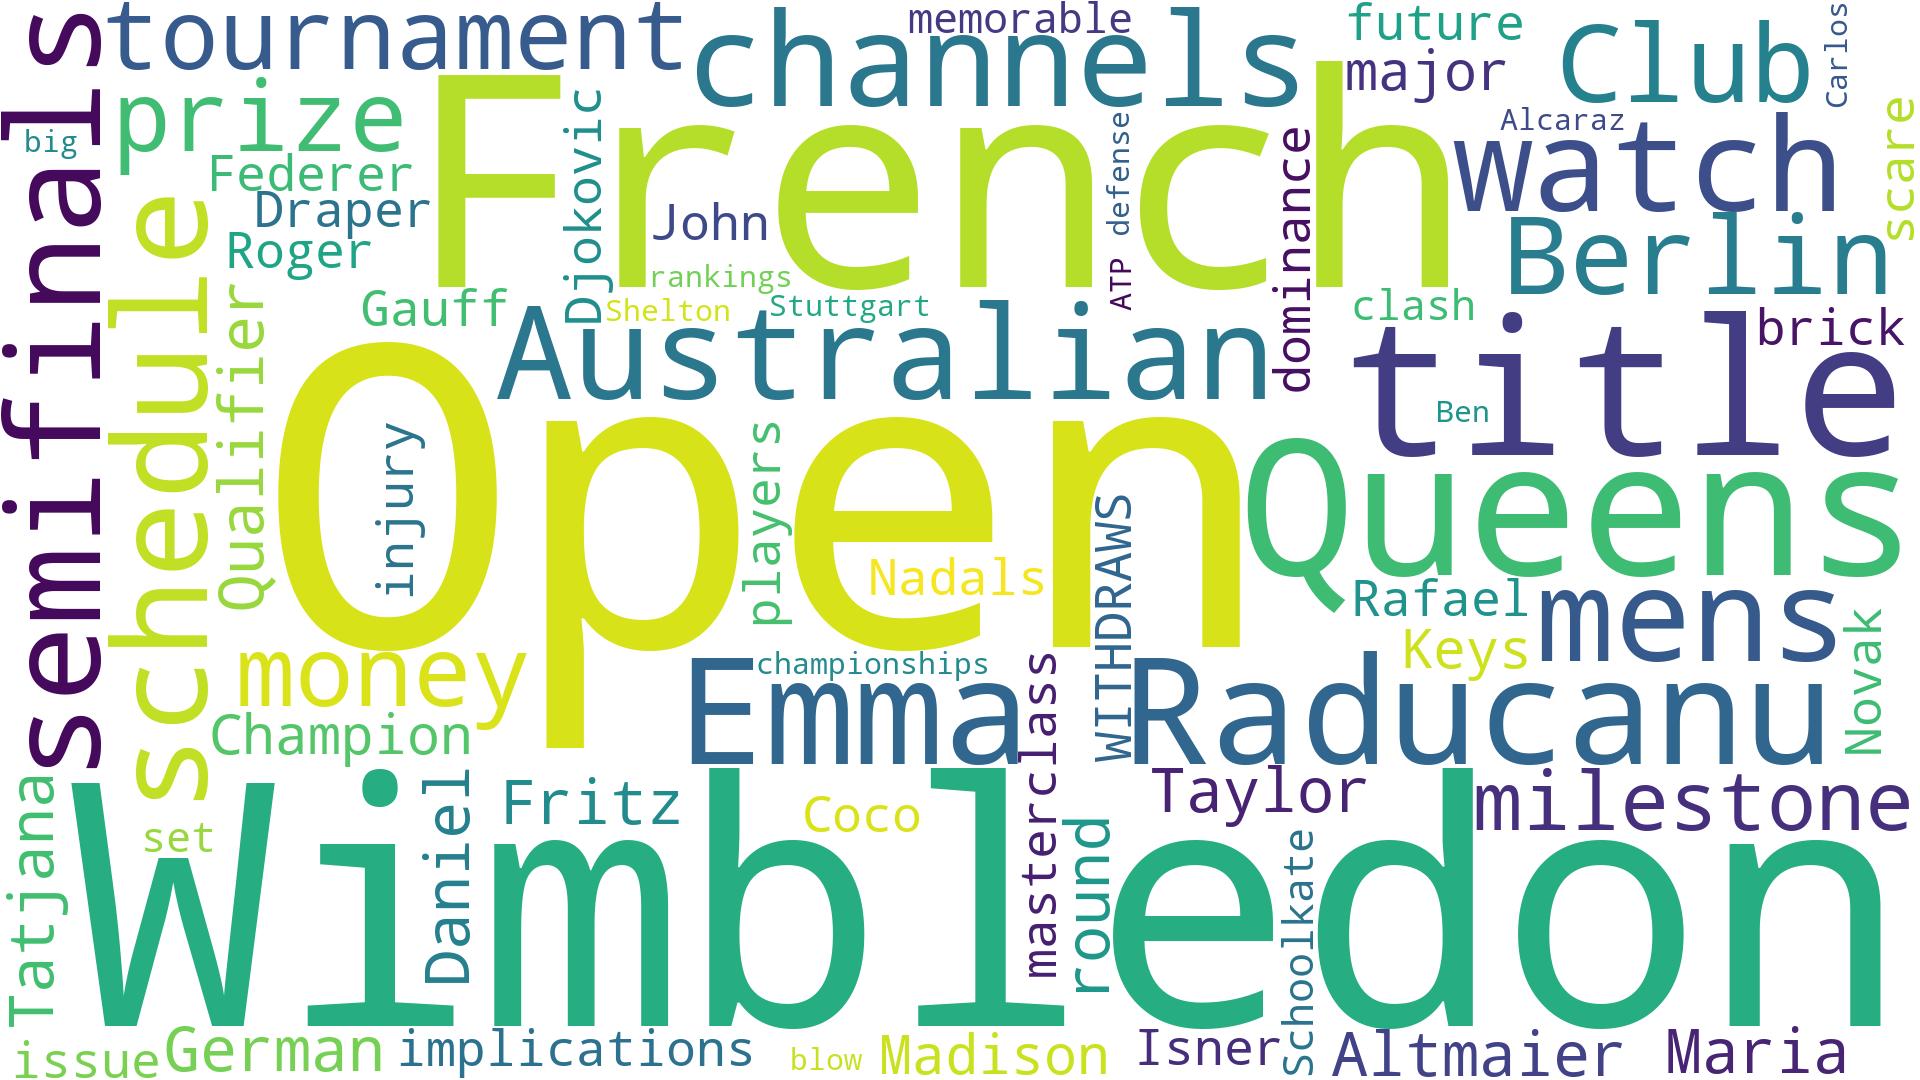 semifinals
tournament
channels
memorable
future
major
Club
Carlos
big
prize
French
Alcaraz
watch
scare
Federer
Draper
Roger
Djokovic
John
defense
ATP
dominance
Berlin
schedule
Qualifier
Gauff
rankings
Shelton
Stuttgart
clash
brick
Australian
title
Ben
Open
injury
players
Nadals
WITHDRAWS
Queens
Rafael
mens
Keys
Novak
money
championships
Champion
Emma
masterclass
Raducanu
Tatjana
Wimbledon
set
Daniel
Fritz
Coco
round
Taylor
milestone
Schoolkate
issue
German
implications
blow
Madison
Isner
Altmaier
Maria